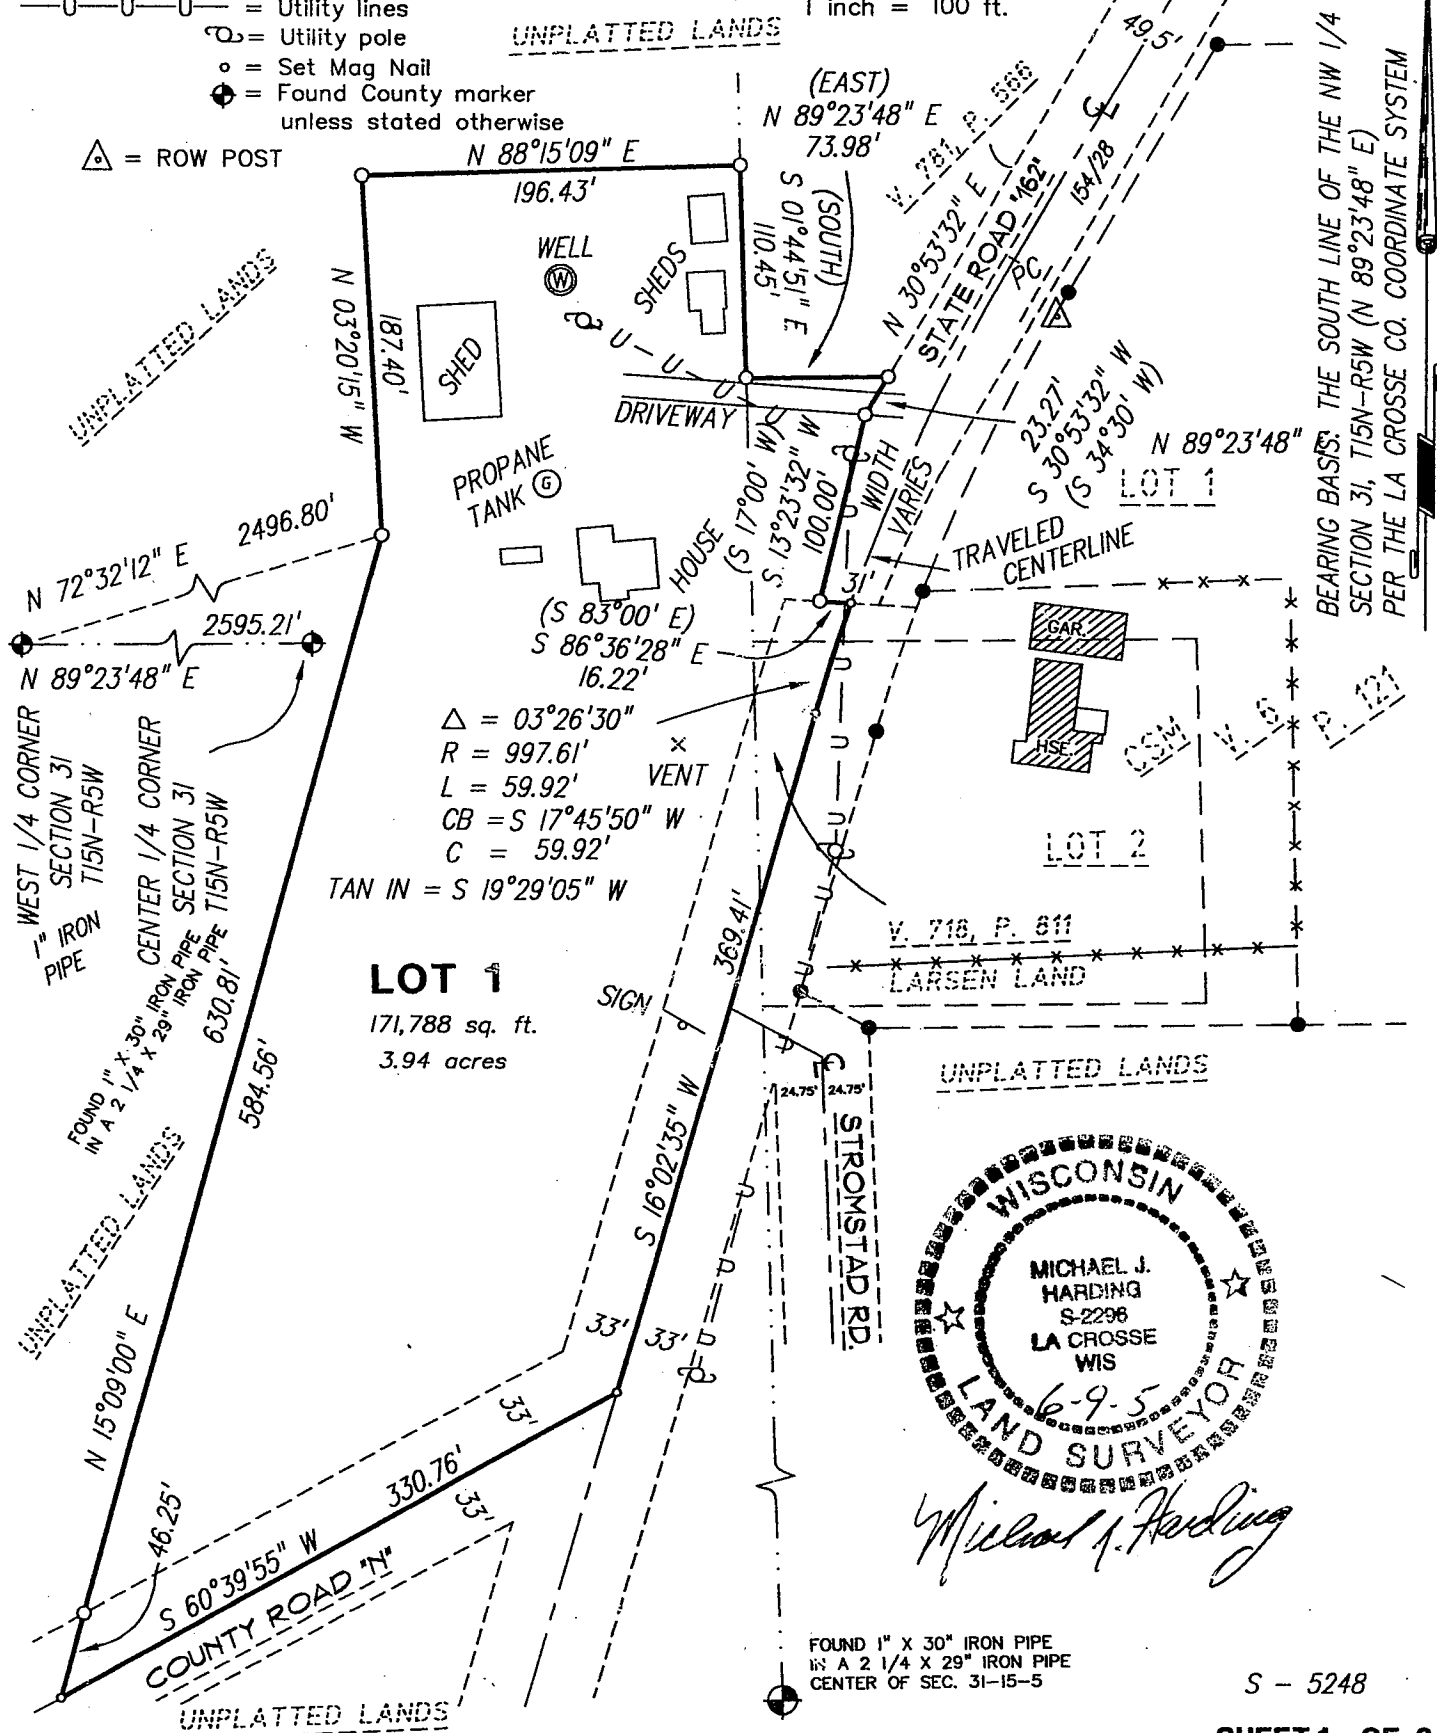 —U—U—U— = Utility lines
= Utility pole
= Set Mag Nail
= Found County marker
unless stated otherwise
= ROW POST
1 inch = 100 ft.
UNPLATTED LANDS
(EAST)
N 89°23'48" E
73.98'
49.5'
V. 781, P. 566
N 88°15'09" E
196.43'
(SOUTH)
S 01°44'51" E
110.45'
N 30°53'32" E
STATE ROAD "162"
154/28
PC
BEARING BASIS: THE SOUTH LINE OF THE NW 1/4
SECTION 31, T15N-R5W (N 89°23'48" E)
PER THE LA CROSSE CO. COORDINATE SYSTEM
UNPLATTED LANDS
N 03°20'15" W
187.40'
SHED
WELL
W
SHEDS
U—U—U—U
DRIVEWAY
PROPANE
TANK G
HOUSE
(S 17°00' W)
S 13°23'32" W
100.00'
WIDTH
VARIES
23.27'
S 30°53'32" W
(S 34°30' W)
N 89°23'48" E
LOT 1
TRAVELED
CENTERLINE
31'
N 72°32'12" E
2496.80'
2595.21'
N 89°23'48" E
(S 83°00' E)
S 86°36'28" E
16.22'
GAR.
HSE.
CSM V. 6 P. 121
Δ = 03°26'30"
R = 997.61'
L = 59.92'
CB = S 17°45'50" W
C = 59.92'
TAN IN = S 19°29'05" W
×
VENT
WEST 1/4 CORNER
SECTION 31
T15N-R5W
1" IRON
PIPE
CENTER 1/4 CORNER
SECTION 31
T15N-R5W
FOUND 1" X 30" IRON PIPE
IN A 2 1/4 X 29" IRON PIPE
630.81'
584.56'
LOT 2
V. 718, P. 811
LARSEN LAND
369.41'
LOT 1
171,788 sq. ft.
3.94 acres
SIGN
UNPLATTED LANDS
24.75' 24.75'
STROMSTAD RD.
S 16°02'35" W
UNPLATTED LANDS
N 15°09'00" E
33' 33'
33'
330.76'
33'
46.25'
S 60°39'55" W
COUNTY ROAD "N"
UNPLATTED LANDS
WISCONSIN
MICHAEL J.
HARDING
S-2296
LA CROSSE
WIS
6-9-5
LAND SURVEYOR
Michael J. Harding
FOUND 1" X 30" IRON PIPE
IN A 2 1/4 X 29" IRON PIPE
CENTER OF SEC. 31-15-5
S - 5248